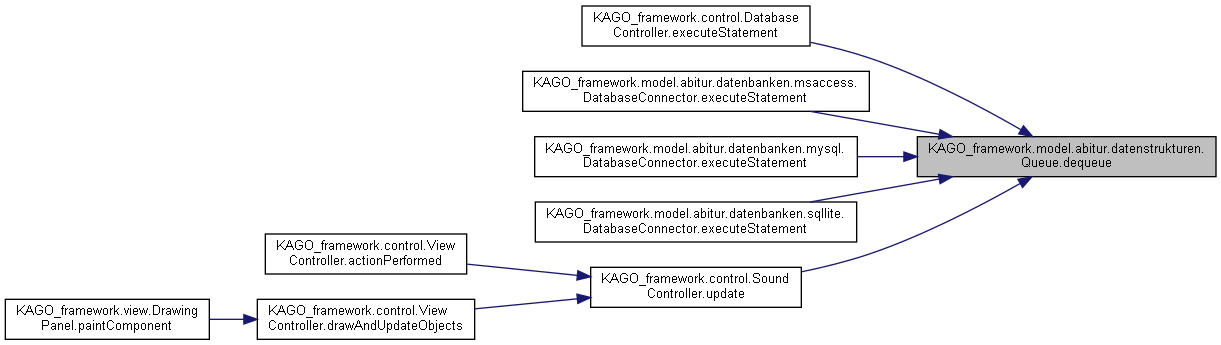 KAGO_framework.control.Database
Controller.executeStatement
KAGO_framework.model.abitur.datenbanken.msaccess.
DatabaseConnector.executeStatement
KAGO_framework.model.abitur.datenbanken.mysql.
DatabaseConnector.executeStatement
KAGO_framework.model.abitur.datenstrukturen.
Queue.dequeue
KAGO_framework.model.abitur.datenbanken.sqllite.
DatabaseConnector.executeStatement
KAGO_framework.control.View
Controller.actionPerformed
KAGO_framework.control.Sound
Controller.update
KAGO_framework.view.Drawing
Panel.paintComponent
KAGO_framework.control.View
Controller.drawAndUpdateObjects